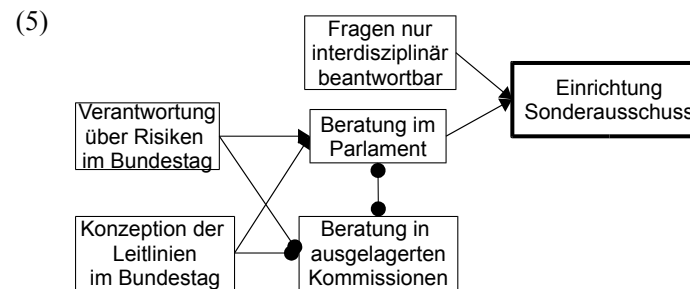 (5)
Fragen nur
interdisziplinär
beantwortbar
Einrichtung
Sonderausschuss
Verantwortung
über Risiken
im Bundestag
Beratung im
Parlament
Konzeption der
Leitlinien
im Bundestag
Beratung in
ausgelagerten
Kommissionen